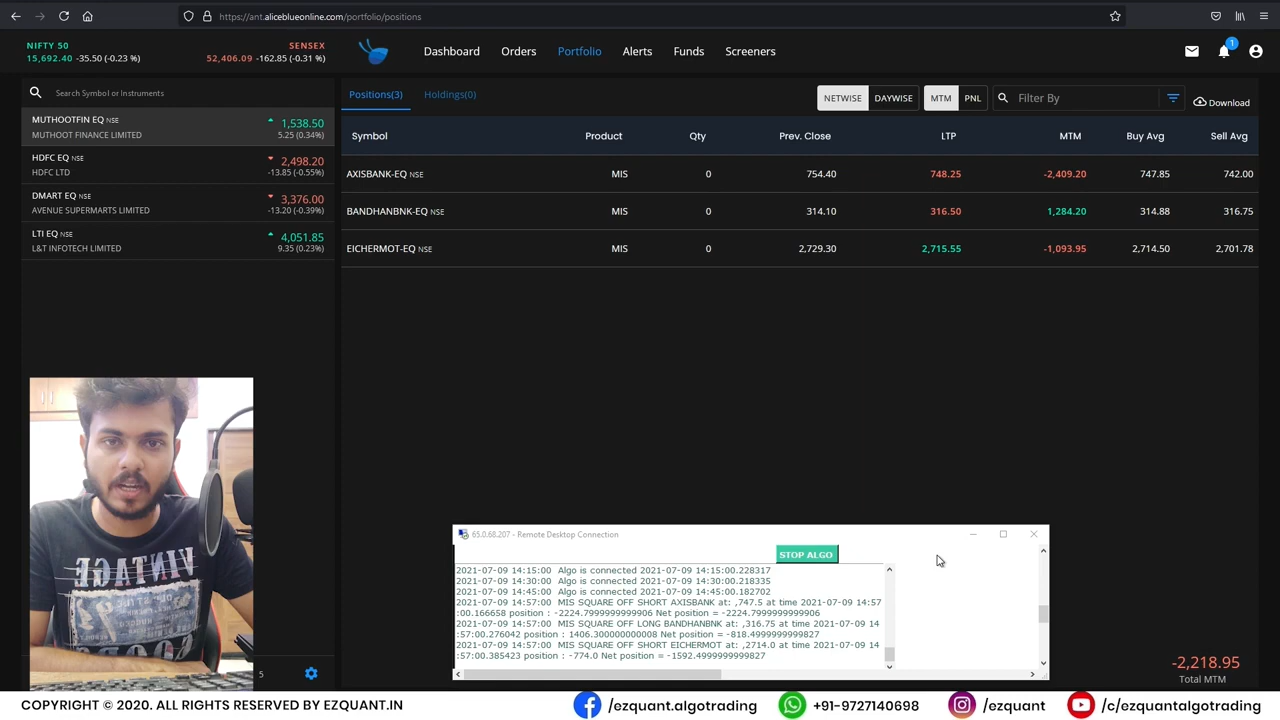 https://ant.aliceblueonline.com/portfolio/positions
NIFTY 50
15,692.40 -35.50 (-0.23 %)
SENSEX
52,406.09 -162.85 (-0.31 %)
Dashboard Orders Portfolio Alerts Funds Screeners
1
Search Symbol or Instruments
MUTHOOTFIN EQ NSE 1,538.50
MUTHOOT FINANCE LIMITED 5.25 (0.34%)
HDFC EQ NSE 2,498.20
HDFC LTD -13.85 (-0.55%)
DMART EQ NSE 3,376.00
AVENUE SUPERMARTS LIMITED -13.20 (-0.39%)
LTI EQ NSE 4,051.85
L&T INFOTECH LIMITED 9.35 (0.23%)
Positions(3) Holdings(0)
NETWISE DAYWISE MTM PNL Filter By Download
Symbol Product Qty Prev. Close LTP MTM Buy Avg Sell Avg
AXISBANK-EQ NSE MIS 0 754.40 748.25 -2,409.20 747.85 742.00
BANDHANBNK-EQ NSE MIS 0 314.10 316.50 1,284.20 314.88 316.75
EICHERMOT-EQ NSE MIS 0 2,729.30 2,715.55 -1,093.95 2,714.50 2,701.78
VINTAGE
65.0.68.207 - Remote Desktop Connection
STOP ALGO
2021-07-09 14:15:00 Algo is connected 2021-07-09 14:15:00.228317
2021-07-09 14:30:00 Algo is connected 2021-07-09 14:30:00.218335
2021-07-09 14:45:00 Algo is connected 2021-07-09 14:45:00.182702
2021-07-09 14:57:00 MIS SQUARE OFF SHORT AXISBANK at: ,747.5 at time 2021-07-09 14:57
:00.166658 position : -2224.7999999999906 Net position = -2224.7999999999906
2021-07-09 14:57:00 MIS SQUARE OFF LONG BANDHANBNK at: ,316.75 at time 2021-07-09 14
:57:00.276042 position : 1406.300000000008 Net position = -818.4999999999827
2021-07-09 14:57:00 MIS SQUARE OFF SHORT EICHERMOT at: ,2714.0 at time 2021-07-09 14
:57:00.385423 position : -774.0 Net position = -1592.4999999999827
5
-2,218.95
Total MTM
COPYRIGHT © 2020. ALL RIGHTS RESERVED BY EZQUANT.IN
/ezquant.algotrading
+91-9727140698
/ezquant
/c/ezquantalgotrading